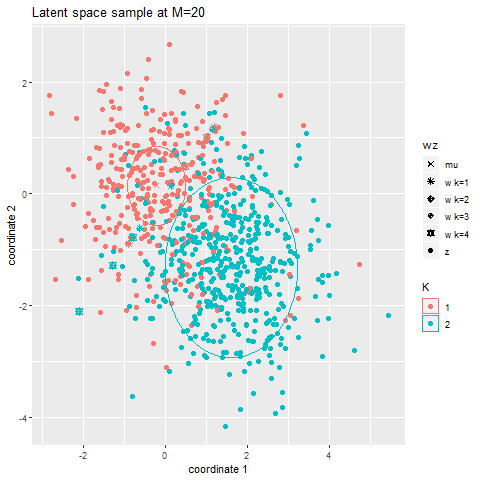 Latent space sample at M=20
coordinate 2
2
0
-2
-4
-2
0
2
4
coordinate 1
wz
mu
w k=1
w k=2
w k=3
w k=4
z
K
1
2